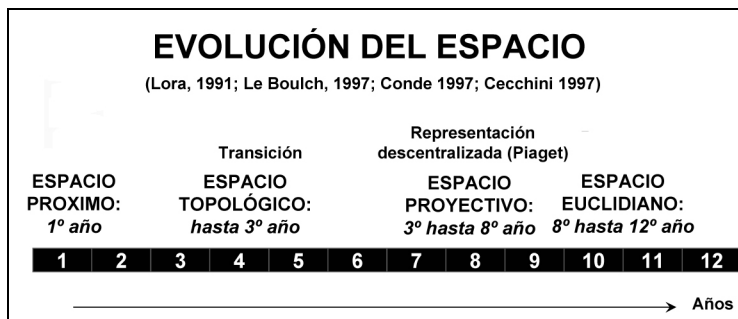 EVOLUCIÓN DEL ESPACIO
(Lora, 1991; Le Boulch, 1997; Conde 1997; Cecchini 1997)
Transición
Representación
descentralizada (Piaget)
ESPACIO
PROXIMO:
1º año
ESPACIO
TOPOLÓGICO:
hasta 3º año
ESPACIO
PROYECTIVO:
3º hasta 8º año
ESPACIO
EUCLIDIANO:
8º hasta 12º año
1 2 3 4 5 6 7 8 9 10 11 12
Años